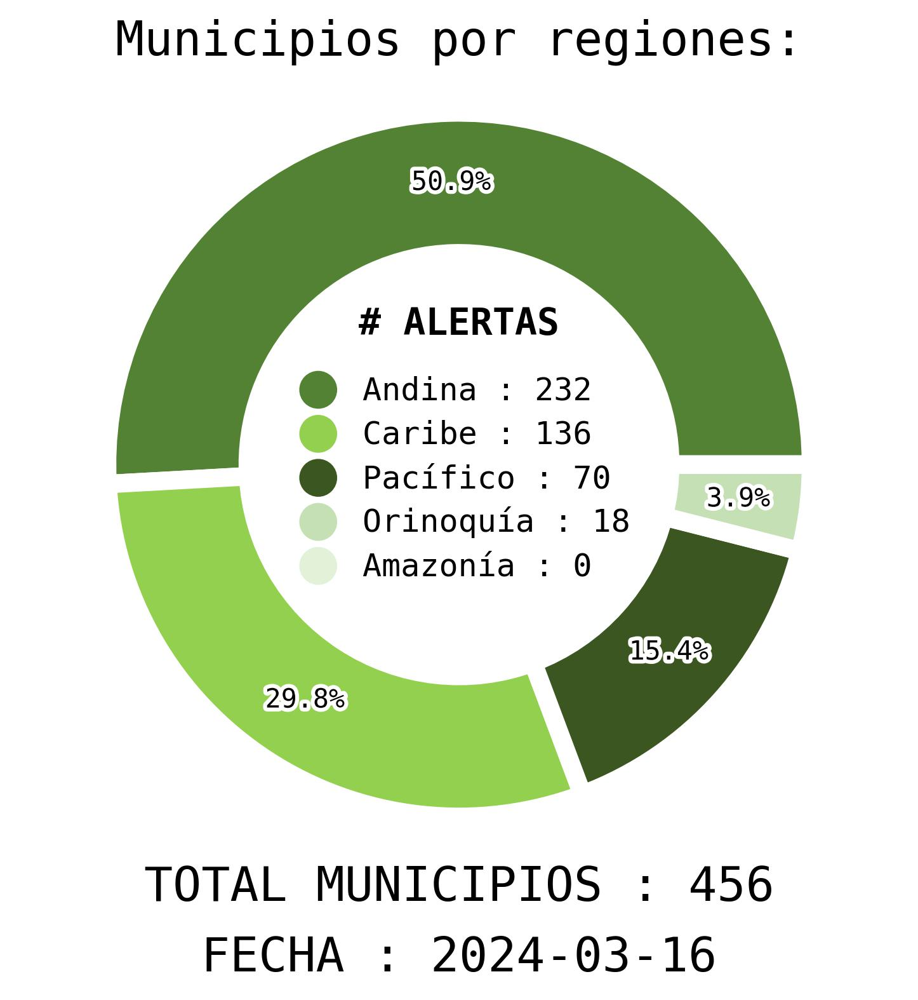 Municipios por regiones:
50.9%
# ALERTAS
Andina : 232
Caribe : 136
Pacífico : 70
Orinoquía : 18
Amazonía : 0
3.9%
15.4%
29.8%
TOTAL MUNICIPIOS : 456
FECHA : 2024-03-16